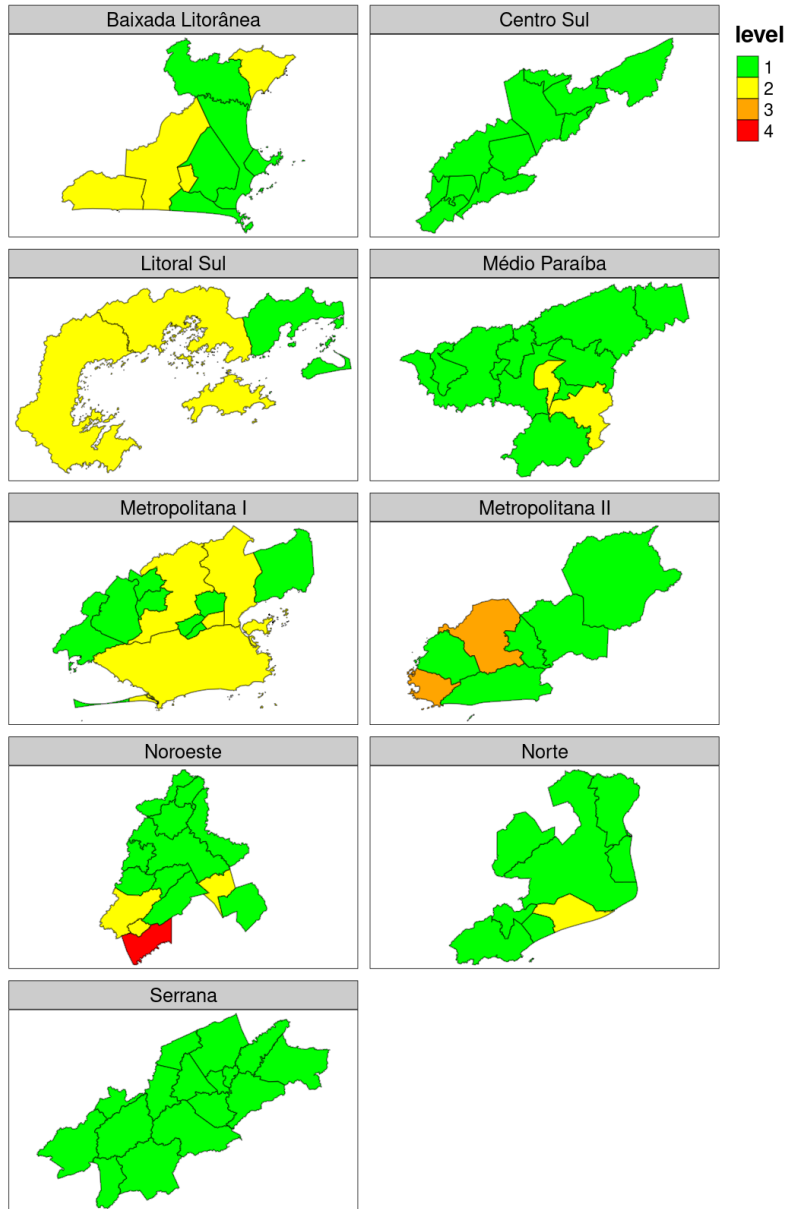 Baixada Litorânea
Centro Sul
level
1
2
3
4
Litoral Sul
Médio Paraíba
Metropolitana I
Metropolitana II
Noroeste
Norte
Serrana